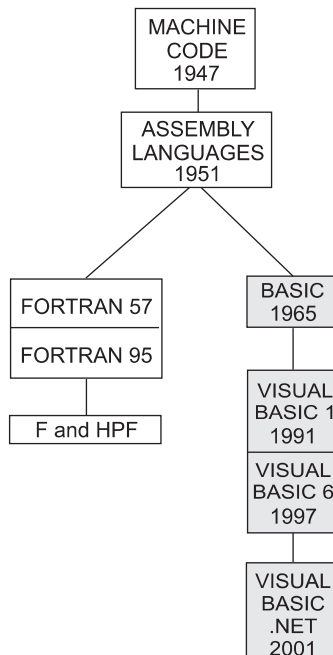 MACHINE
CODE
1947
ASSEMBLY
LANGUAGES
1951
FORTRAN 57
FORTRAN 95
F and HPF
BASIC
1965
VISUAL
BASIC 1
1991
VISUAL
BASIC 6
1997
VISUAL
BASIC
.NET
2001